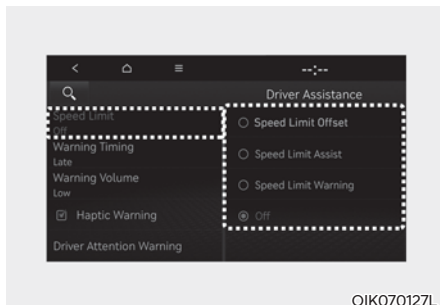 --:--
Driver Assistance
Speed Limit
Off
Warning Timing
Late
Warning Volume
Low
Haptic Warning
Driver Attention Warning
Speed Limit Offset
Speed Limit Assist
Speed Limit Warning
Off
OIK070127L